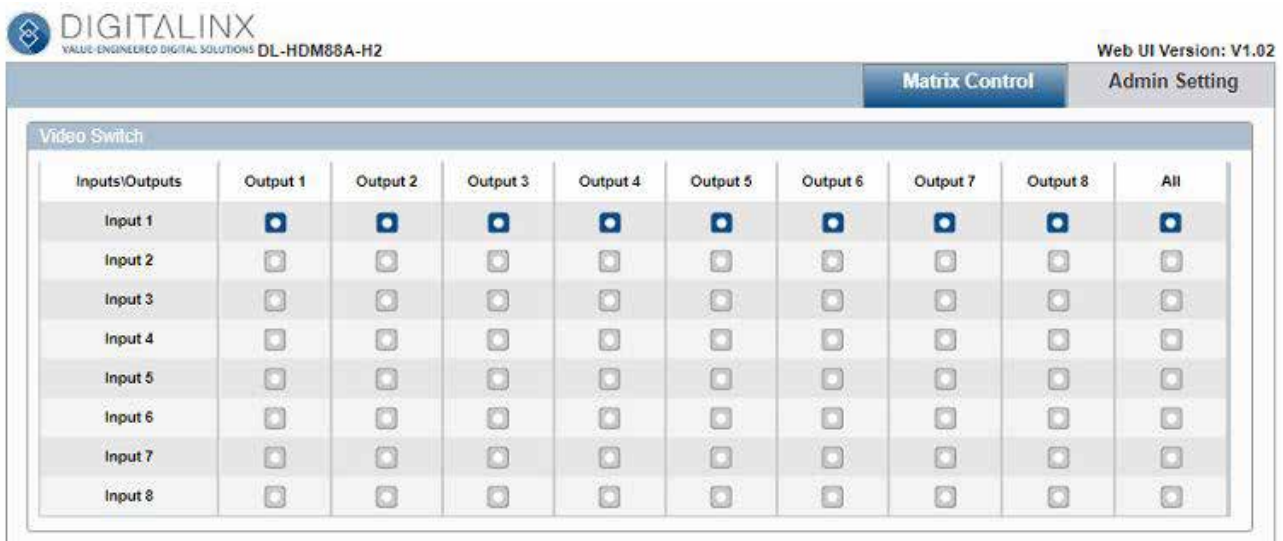 DIGITALINX
VALUE-ENGINEERED DIGITAL SOLUTIONS DL-HDM88A-H2
Web UI Version: V1.02
Matrix Control Admin Setting
Video Switch
Inputs\Outputs Output 1 Output 2 Output 3 Output 4 Output 5 Output 6 Output 7 Output 8 All
Input 1
Input 2
Input 3
Input 4
Input 5
Input 6
Input 7
Input 8